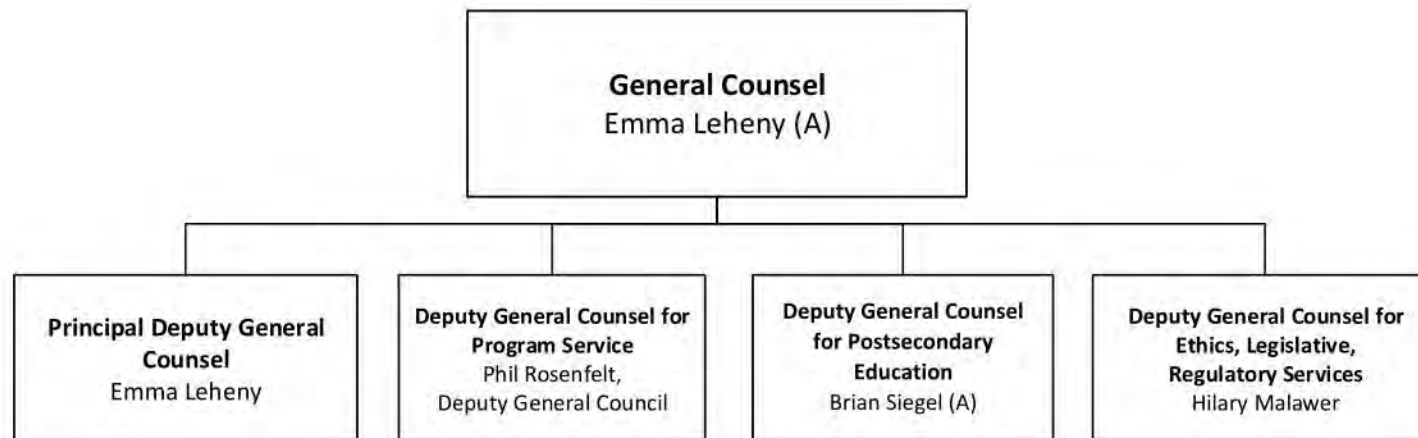 General Counsel
Emma Leheny (A)
Principal Deputy General
Counsel
Emma Leheny
Deputy General Counsel for
Program Service
Phil Rosenfelt,
Deputy General Council
Deputy General Counsel
for Postsecondary
Education
Brian Siegel (A)
Deputy General Counsel for
Ethics, Legislative,
Regulatory Services
Hilary Malawer